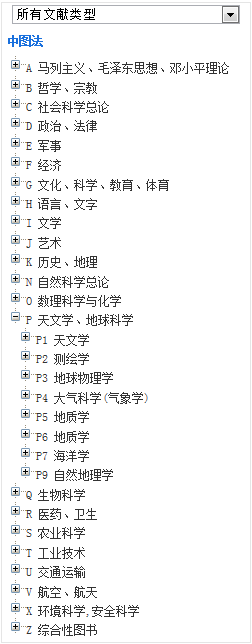 所有文献类型
中图法
A 马列主义、毛泽东思想、邓小平理论
B 哲学、宗教
C 社会科学总论
D 政治、法律
E 军事
F 经济
G 文化、科学、教育、体育
H 语言、文字
I 文学
J 艺术
K 历史、地理
N 自然科学总论
O 数理科学与化学
P 天文学、地球科学
P1 天文学
P2 测绘学
P3 地球物理学
P4 大气科学(气象学)
P5 地质学
P6 地质学
P7 海洋学
P9 自然地理学
Q 生物科学
R 医药、卫生
S 农业科学
T 工业技术
U 交通运输
V 航空、航天
X 环境科学,安全科学
Z 综合性图书